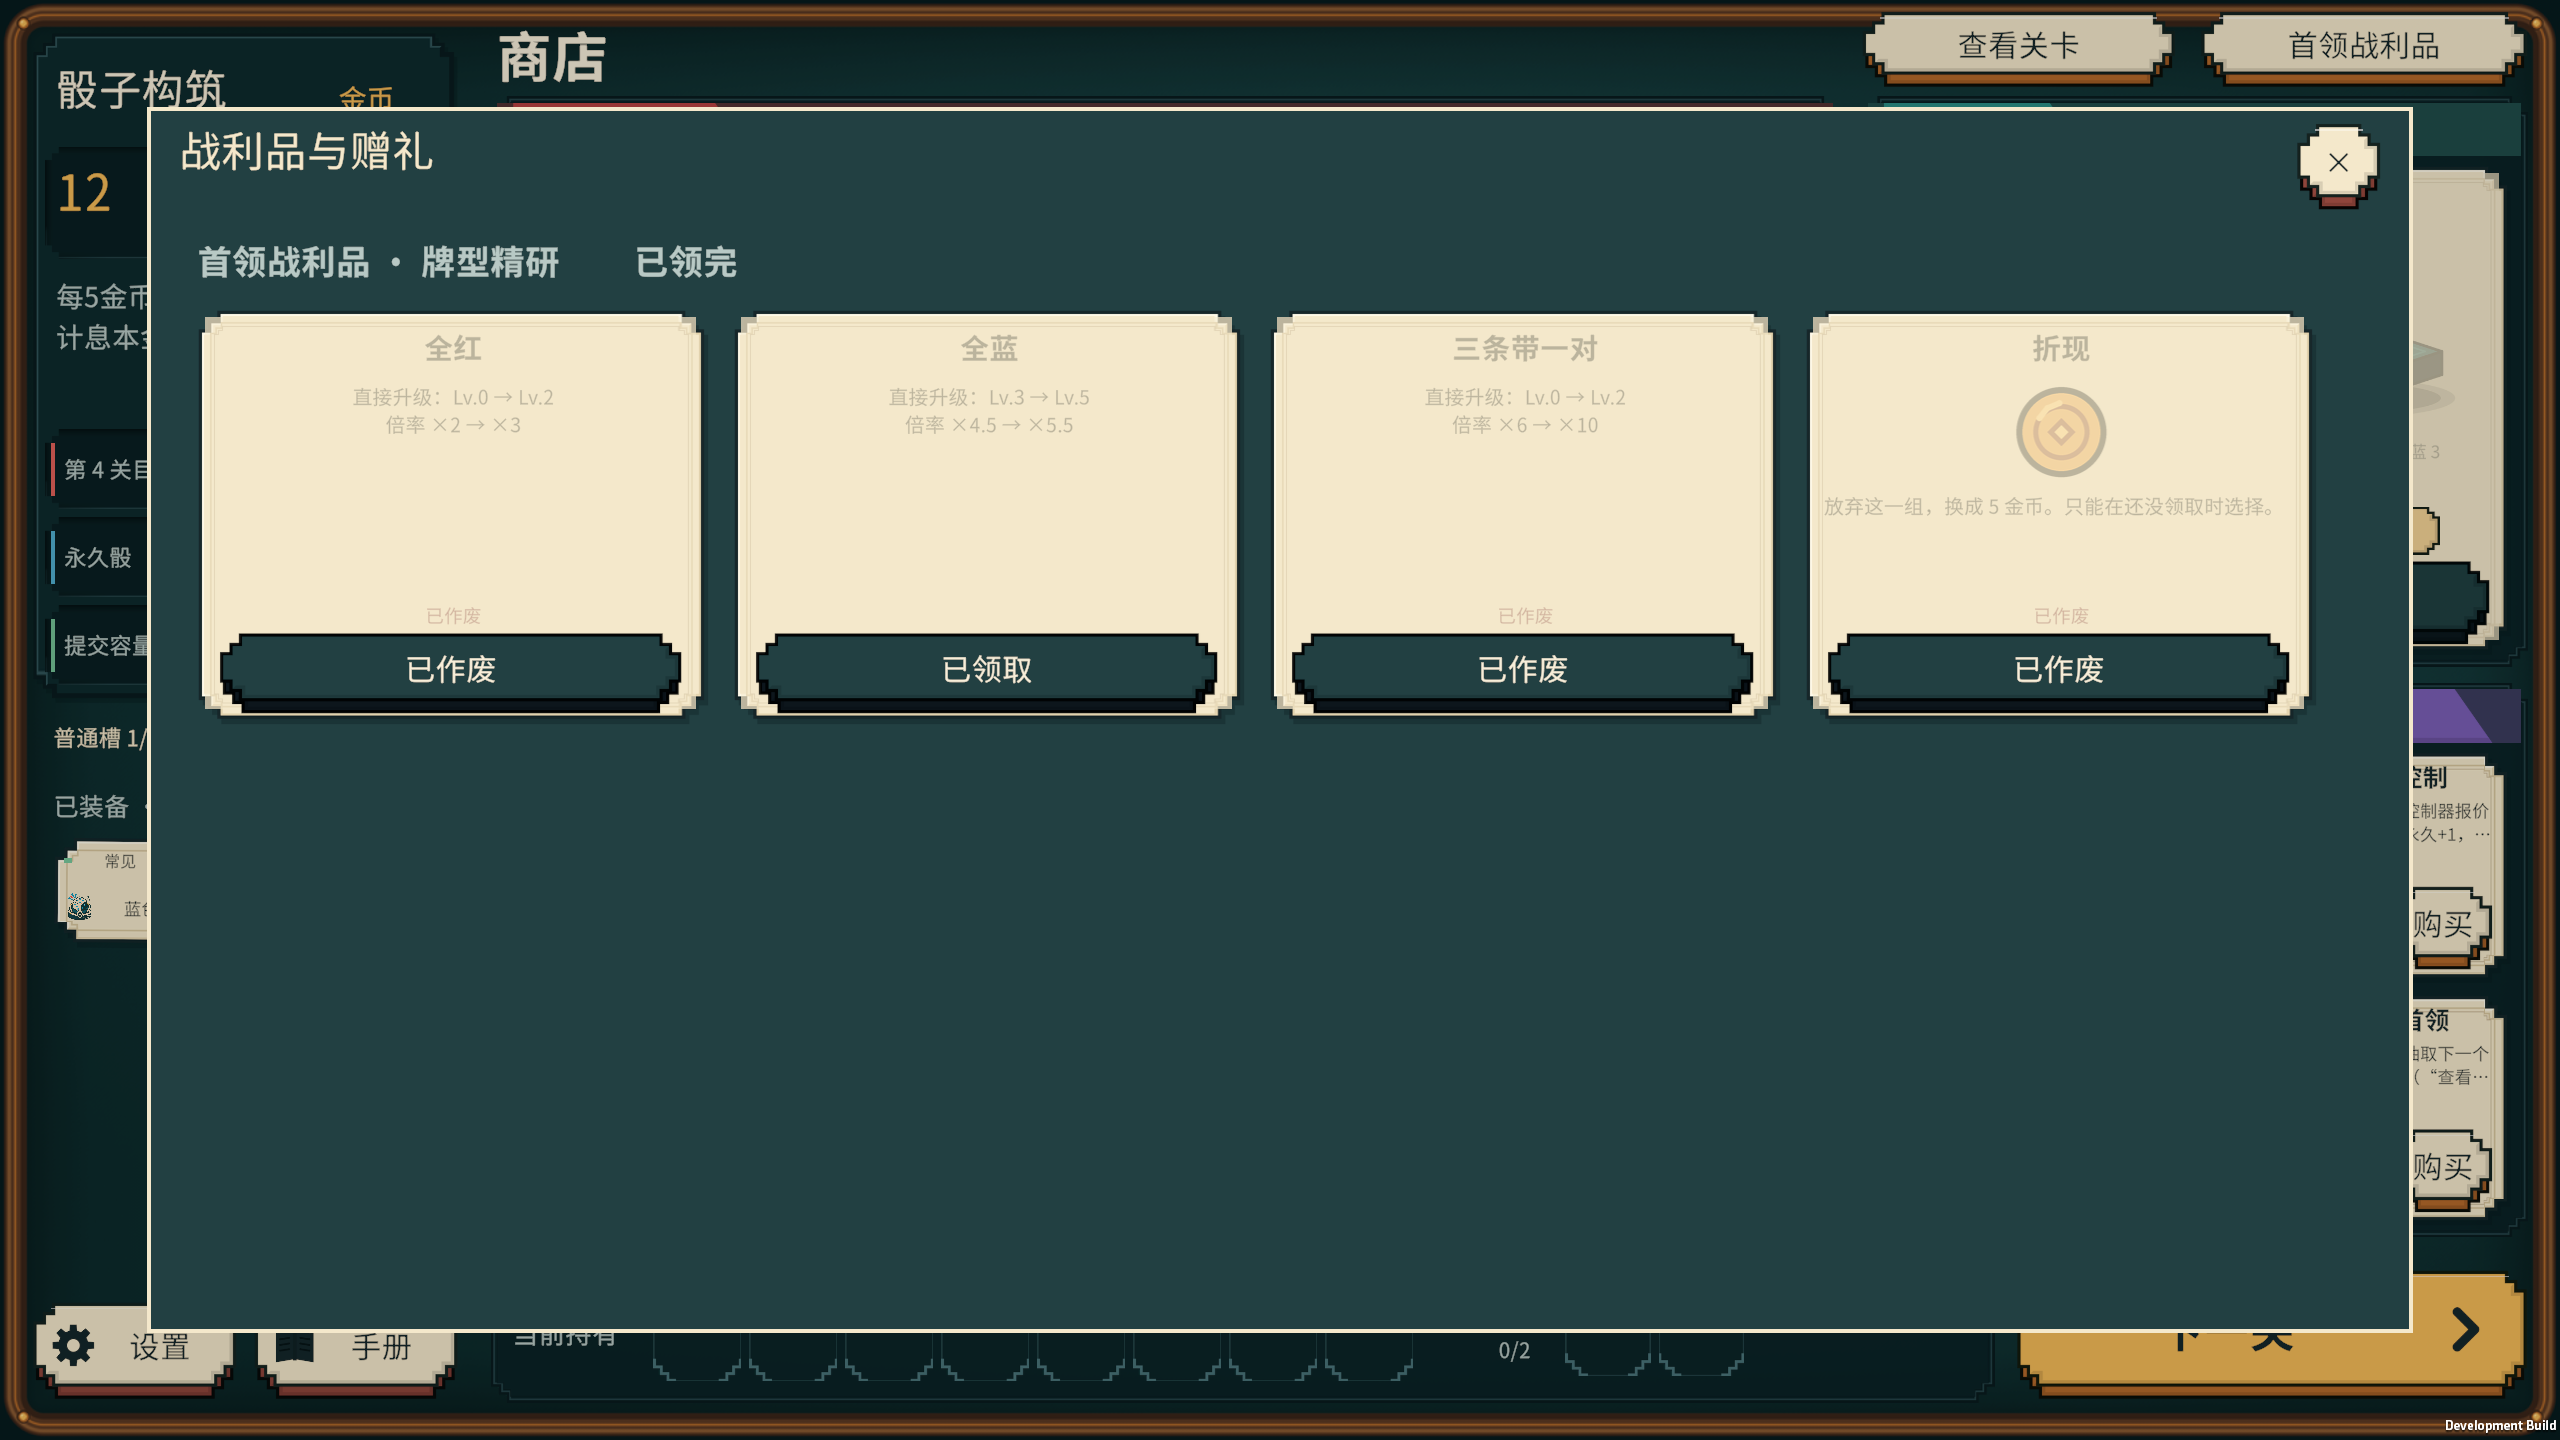 商店
查看关卡
首领战利品
骰子构筑
金币
战利品与赠礼
×
12
首领战利品 · 牌型精研
已领完
每5金币
计息本
全红
直接升级：Lv.0 → Lv.2
倍率 ×2 → ×3
已作废
已作废
全蓝
直接升级：Lv.3 → Lv.5
倍率 ×4.5 → ×5.5
已领取
三条带一对
直接升级：Lv.0 → Lv.2
倍率 ×6 → ×10
已作废
已作废
折现
放弃这一组，换成 5 金币。只能在还没领取时选择。
已作废
已作废
第 4 关目
永久骰
提交容量
普通槽 1/
已装备 ·
常见
蓝
蓝 3
控制
控制器报价
永久+1，…
购买
首领
抽取下一个
（“查看…
购买
设置
手册
当前持有
0/2
下一关
Development Build